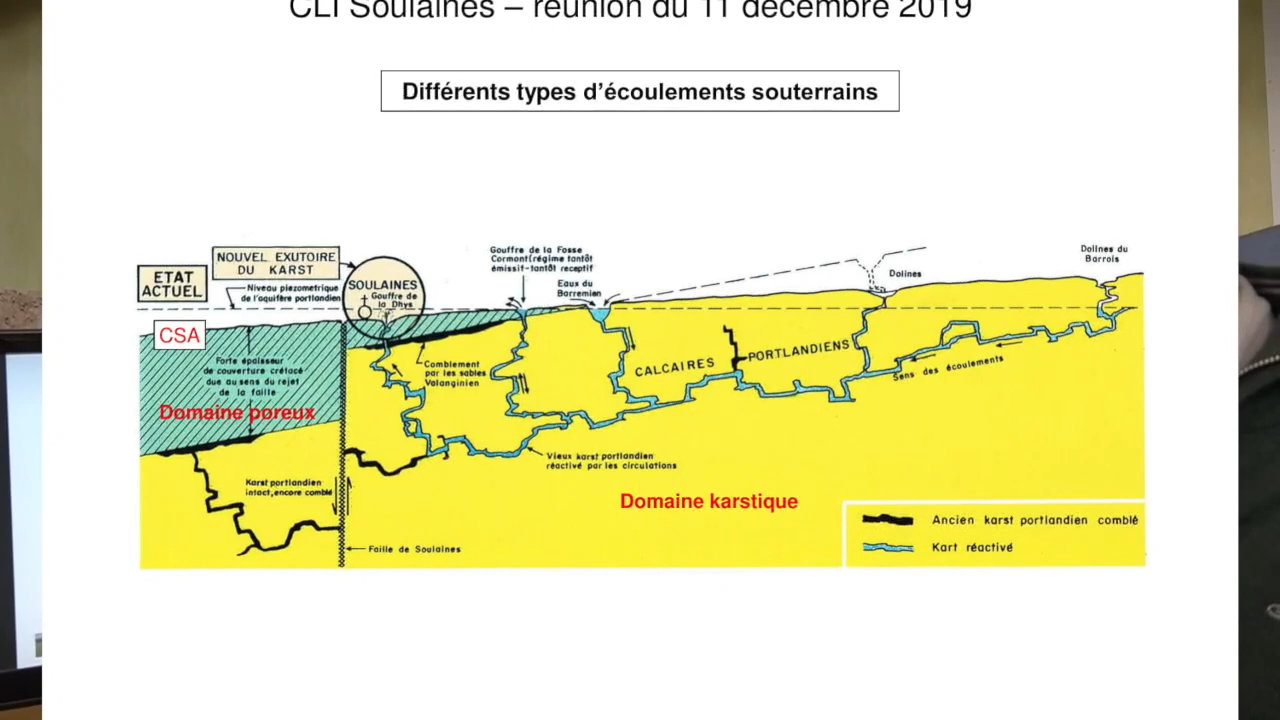 CLI Soulaines – réunion du 11 décembre 2019
Différents types d'écoulements souterrains
ETAT
ACTUEL
NOUVEL EXUTOIRE
DU KARST
Niveau piezometrique
de l'aquifère portlandien
SOULAINES
Gouffre de
la Dhys
Gouffre de la Fosse
Cormont(régime tantôt
émissif-tantôt receptif
Eaux du
Barremien
Dolines
Dolines du
Barrois
CSA
Forte épaisseur
de couverture crétacé
due au sens du rejet
de la faille
Domaine poreux
Comblement
par les sables
Valanginien
CALCAIRES PORTLANDIENS
Sens des écoulements
Karst portlandien
intact, encore comblé
Vieux karst portlandien
réactivé par les circulations
Domaine karstique
Faille de Soulaines
Ancien karst portlandien comblé
Kart réactivé